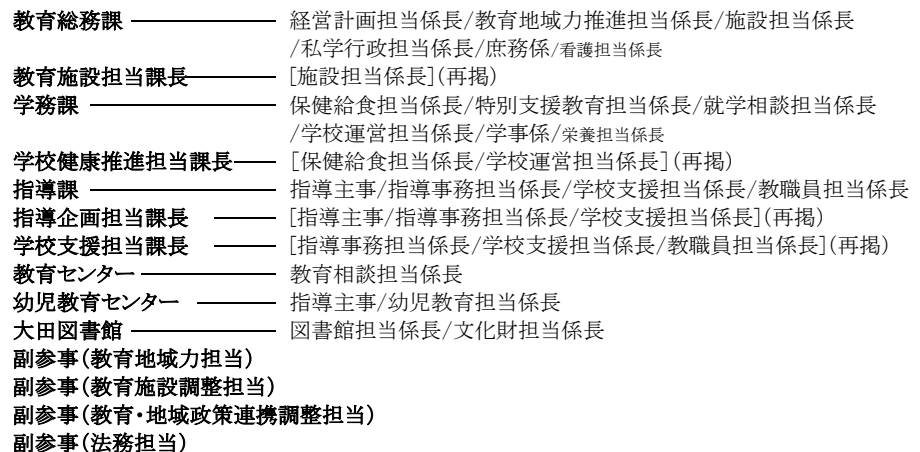 教育総務課 経営計画担当係長/教育地域力推進担当係長/施設担当係長
/私学行政担当係長/庶務係/看護担当係長
教育施設担当課長 [施設担当係長](再掲)
学務課 保健給食担当係長/特別支援教育担当係長/就学相談担当係長
/学校運営担当係長/学事係/栄養担当係長
学校健康推進担当課長 [保健給食担当係長/学校運営担当係長](再掲)
指導課 指導主事/指導事務担当係長/学校支援担当係長/教職員担当係長
指導企画担当課長 [指導主事/指導事務担当係長/学校支援担当係長](再掲)
学校支援担当課長 [指導事務担当係長/学校支援担当係長/教職員担当係長](再掲)
教育センター 教育相談担当係長
幼児教育センター 指導主事/幼児教育担当係長
大田図書館 図書館担当係長/文化財担当係長
副参事(教育地域力担当)
副参事(教育施設調整担当)
副参事(教育・地域政策連携調整担当)
副参事(法務担当)